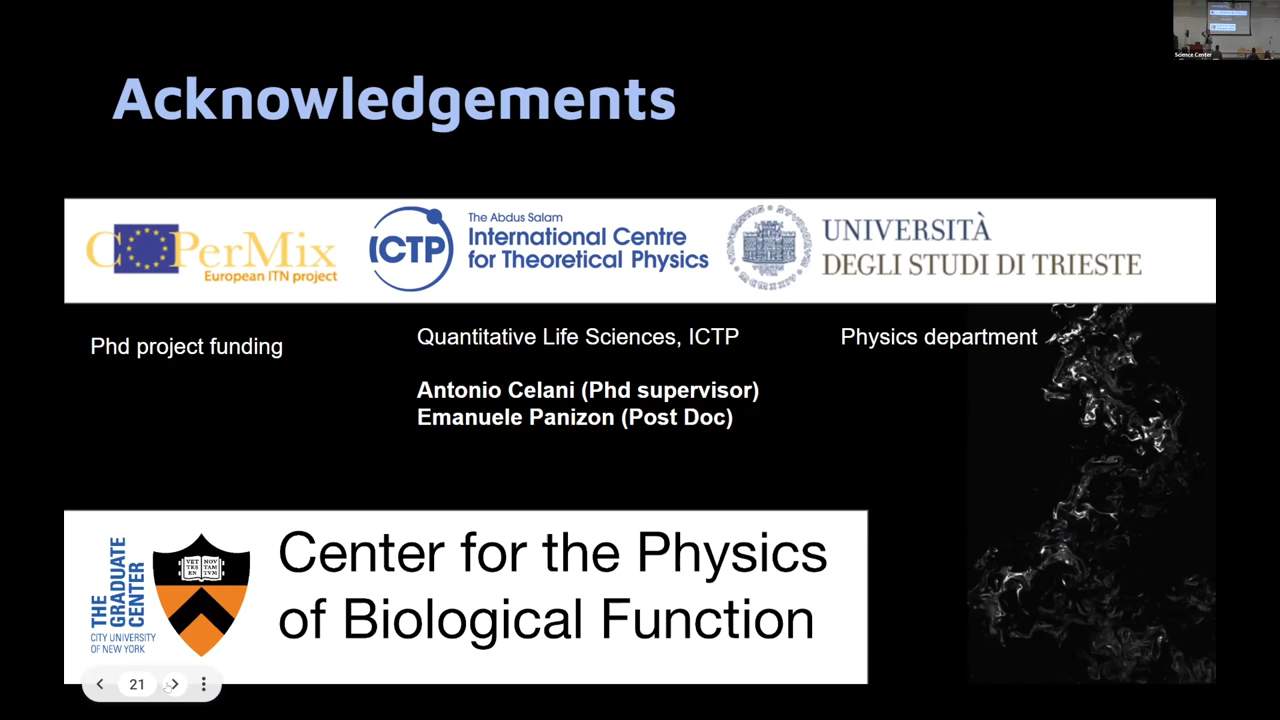 Science Center
Acknowledgements
COPerMix
European ITN project
ICTP
The Abdus Salam
International Centre
for Theoretical Physics
UNIVERSITÀ
DEGLI STUDI DI TRIESTE
Phd project funding
Quantitative Life Sciences, ICTP
Physics department
Antonio Celani (Phd supervisor)
Emanuele Panizon (Post Doc)
THE
GRADUATE
CENTER
CITY UNIVERSITY
OF NEW YORK
VET NOV
TES TAM
EN TVM
Center for the Physics
of Biological Function
21